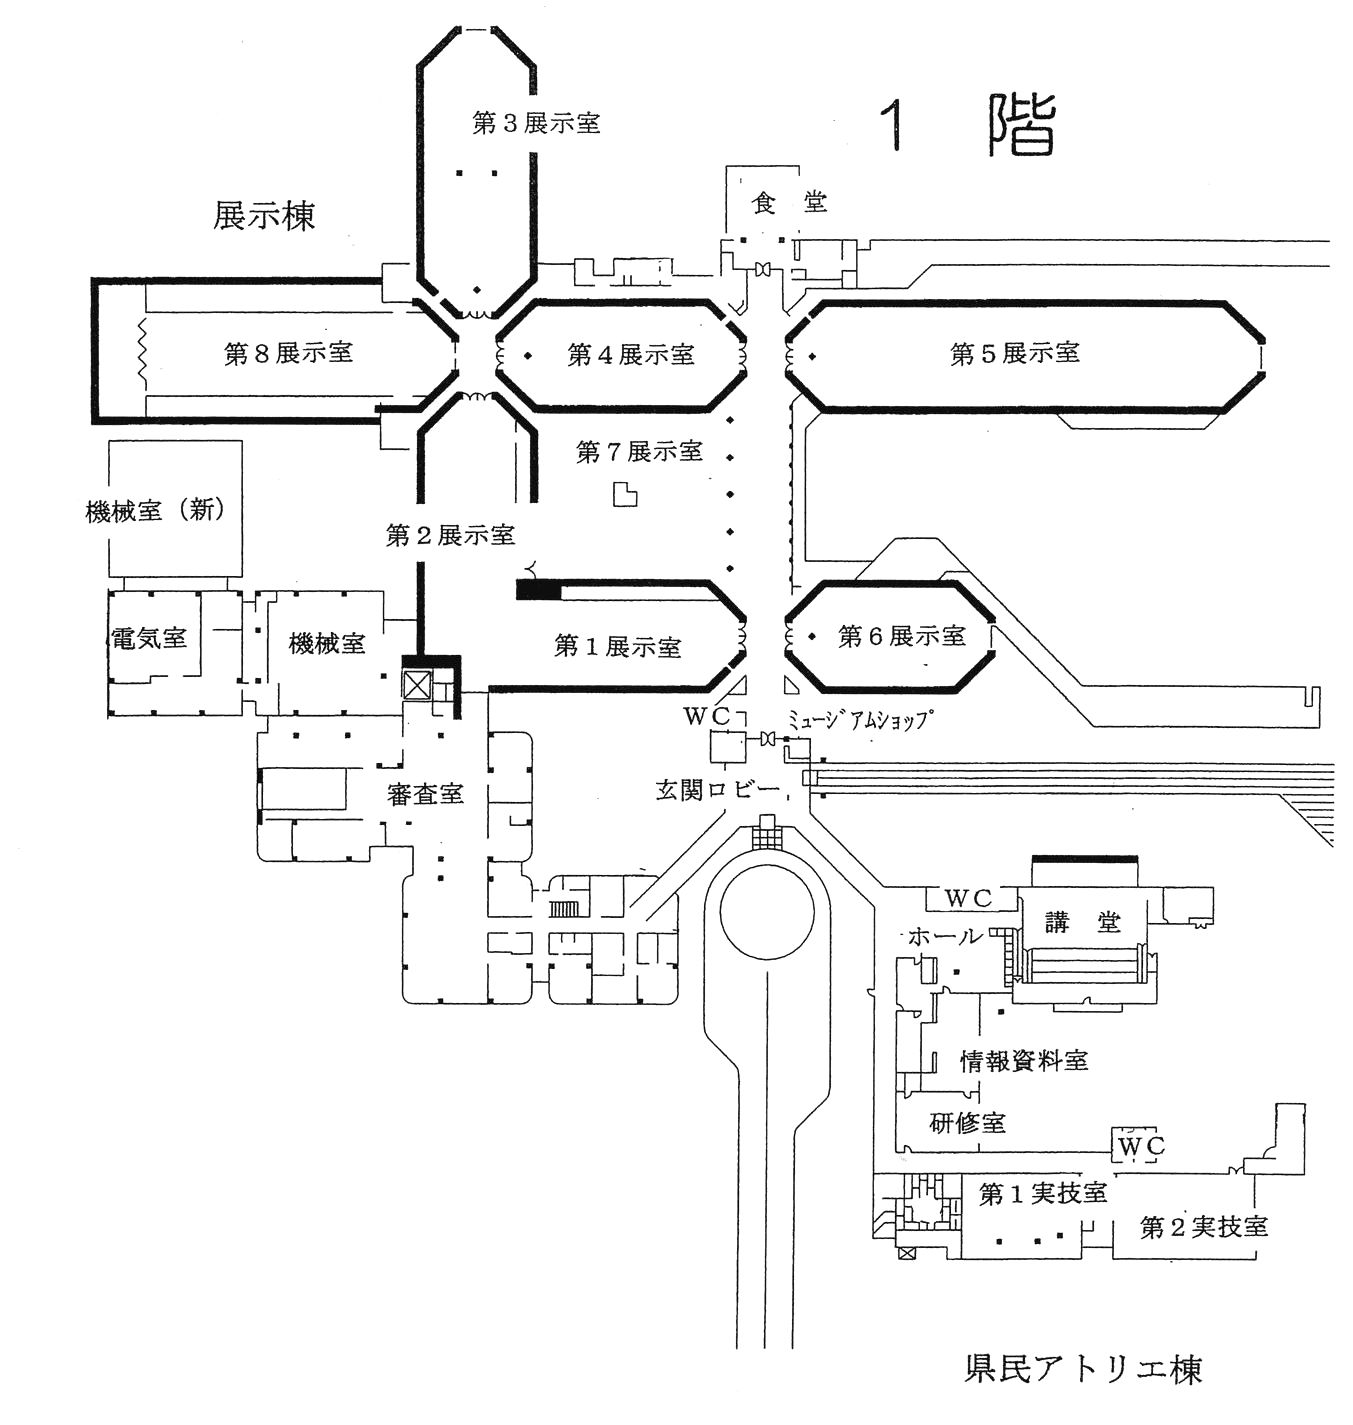 1 階
第3展示室
食 堂
展示棟
第8展示室
第4展示室
第5展示室
第7展示室
機械室（新）
第2展示室
電気室
機械室
第1展示室
第6展示室
WC
ミュージアムショップ
玄関ロビー
審査室
WC
講 堂
ホール
情報資料室
研修室
WC
第1実技室
第2実技室
県民アトリエ棟